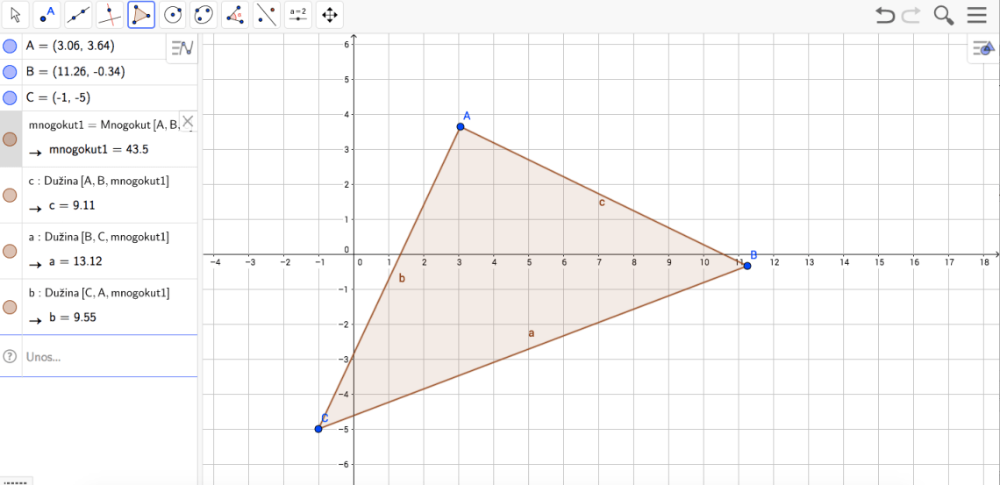 A
α
a = 2
A = (3.06, 3.64)
B = (11.26, -0.34)
C = (-1, -5)
mnogokut1 = Mnogokut [A, B,
→ mnogokut1 = 43.5
c : Dužina [A, B, mnogokut1]
→ c = 9.11
a : Dužina [B, C, mnogokut1]
→ a = 13.12
b : Dužina [C, A, mnogokut1]
→ b = 9.55
? Unos...
6
5
4
3
2
1
0
-1
-2
-3
-4
-5
-6
-4 -3 -2 -1 0 1 2 3 4 5 6 7 8 9 10 11 12 13 14 15 16 17 18
A
c
B
b
a
C